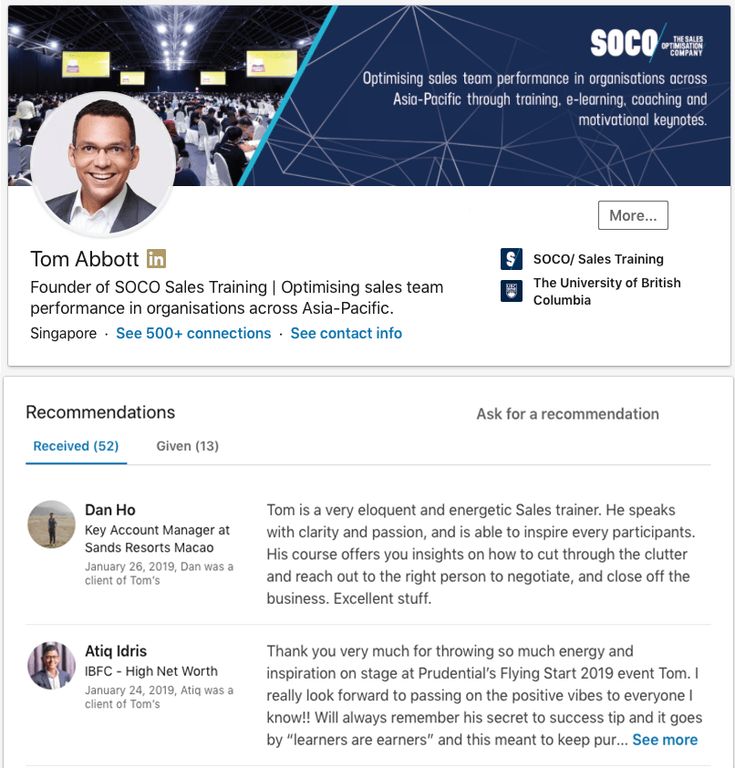 SOCO/ THE SALES
OPTIMISATION
COMPANY
Optimising sales team performance in organisations across
Asia-Pacific through training, e-learning, coaching and
motivational keynotes.
More...
Tom Abbott in
Founder of SOCO Sales Training | Optimising sales team
performance in organisations across Asia-Pacific.
Singapore · See 500+ connections · See contact info
S/ SOCO/ Sales Training
UBC The University of British
Columbia
Recommendations
Ask for a recommendation
Received (52) Given (13)
Dan Ho
Key Account Manager at
Sands Resorts Macao
January 26, 2019, Dan was a
client of Tom's
Tom is a very eloquent and energetic Sales trainer. He speaks
with clarity and passion, and is able to inspire every participants.
His course offers you insights on how to cut through the clutter
and reach out to the right person to negotiate, and close off the
business. Excellent stuff.
Atiq Idris
IBFC - High Net Worth
January 24, 2019, Atiq was a
client of Tom's
Thank you very much for throwing so much energy and
inspiration on stage at Prudential's Flying Start 2019 event Tom. I
really look forward to passing on the positive vibes to everyone I
know!! Will always remember his secret to success tip and it goes
by “learners are earners” and this meant to keep pur... See more